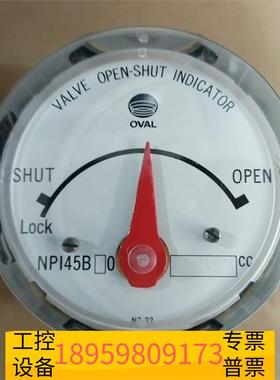 VALVE OPEN-SHUT INDICATOR
OVAL
SHUT
OPEN
Lock
NPI45B□0
cc
工控 设备
18959809173
专票 普票